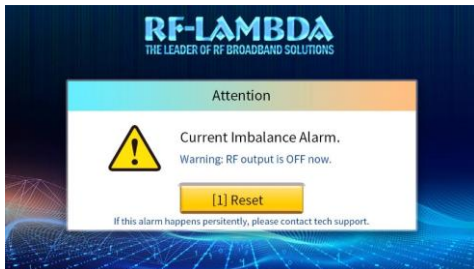 RF-LAMBDA
THE LEADER OF RF BROADBAND SOLUTIONS
Attention
Current Imbalance Alarm.
Warning: RF output is OFF now.
[1] Reset
If this alarm happens persitently, please contact tech support.